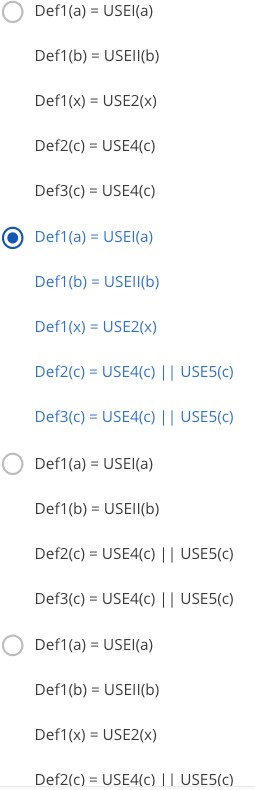 Def1(a) = USEI(a)
Def1(b) = USEII(b)
Def1(x) = USE2(x)
Def2(c) = USE4(c)
Def3(c) = USE4(c)
Def1(a) = USEI(a)
Def1(b) = USEII(b)
Def1(x) = USE2(x)
Def2(c) = USE4(c) || USE5(c)
Def3(c) = USE4(c) || USE5(c)
Def1(a) = USEI(a)
Def1(b) = USEII(b)
Def2(c) = USE4(c) || USE5(c)
Def3(c) = USE4(c) || USE5(c)
Def1(a) = USEI(a)
Def1(b) = USEII(b)
Def1(x) = USE2(x)
Def2(c) = USE4(c) || USE5(c)